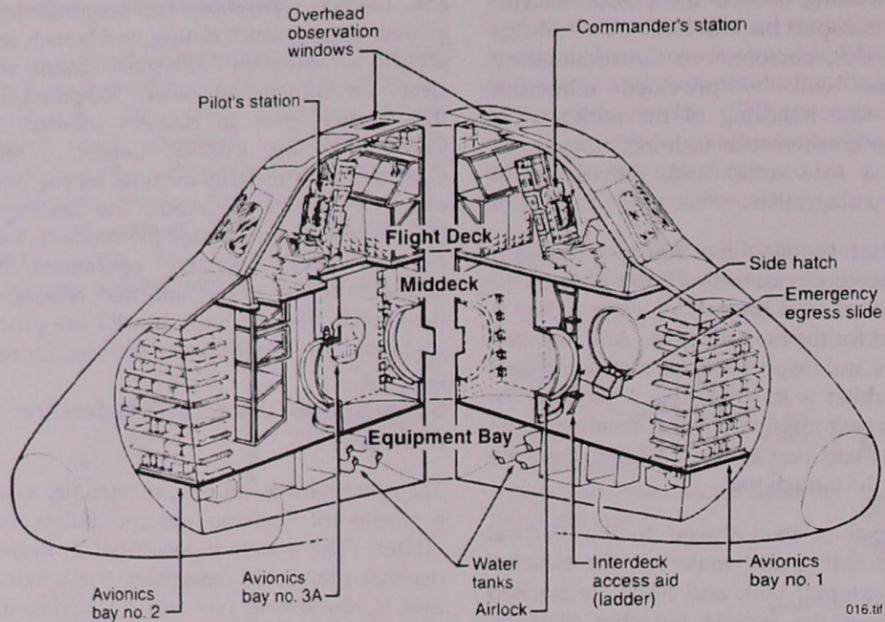 Overhead
observation
windows
Commander's station
Pilot's station
Flight Deck
Middeck
Side hatch
Emergency
egress slide
Equipment Bay
Avionics
bay no. 2
Avionics
bay no. 3A
Water
tanks
Airlock
Interdeck
access aid
(ladder)
Avionics
bay no. 1
016.tif